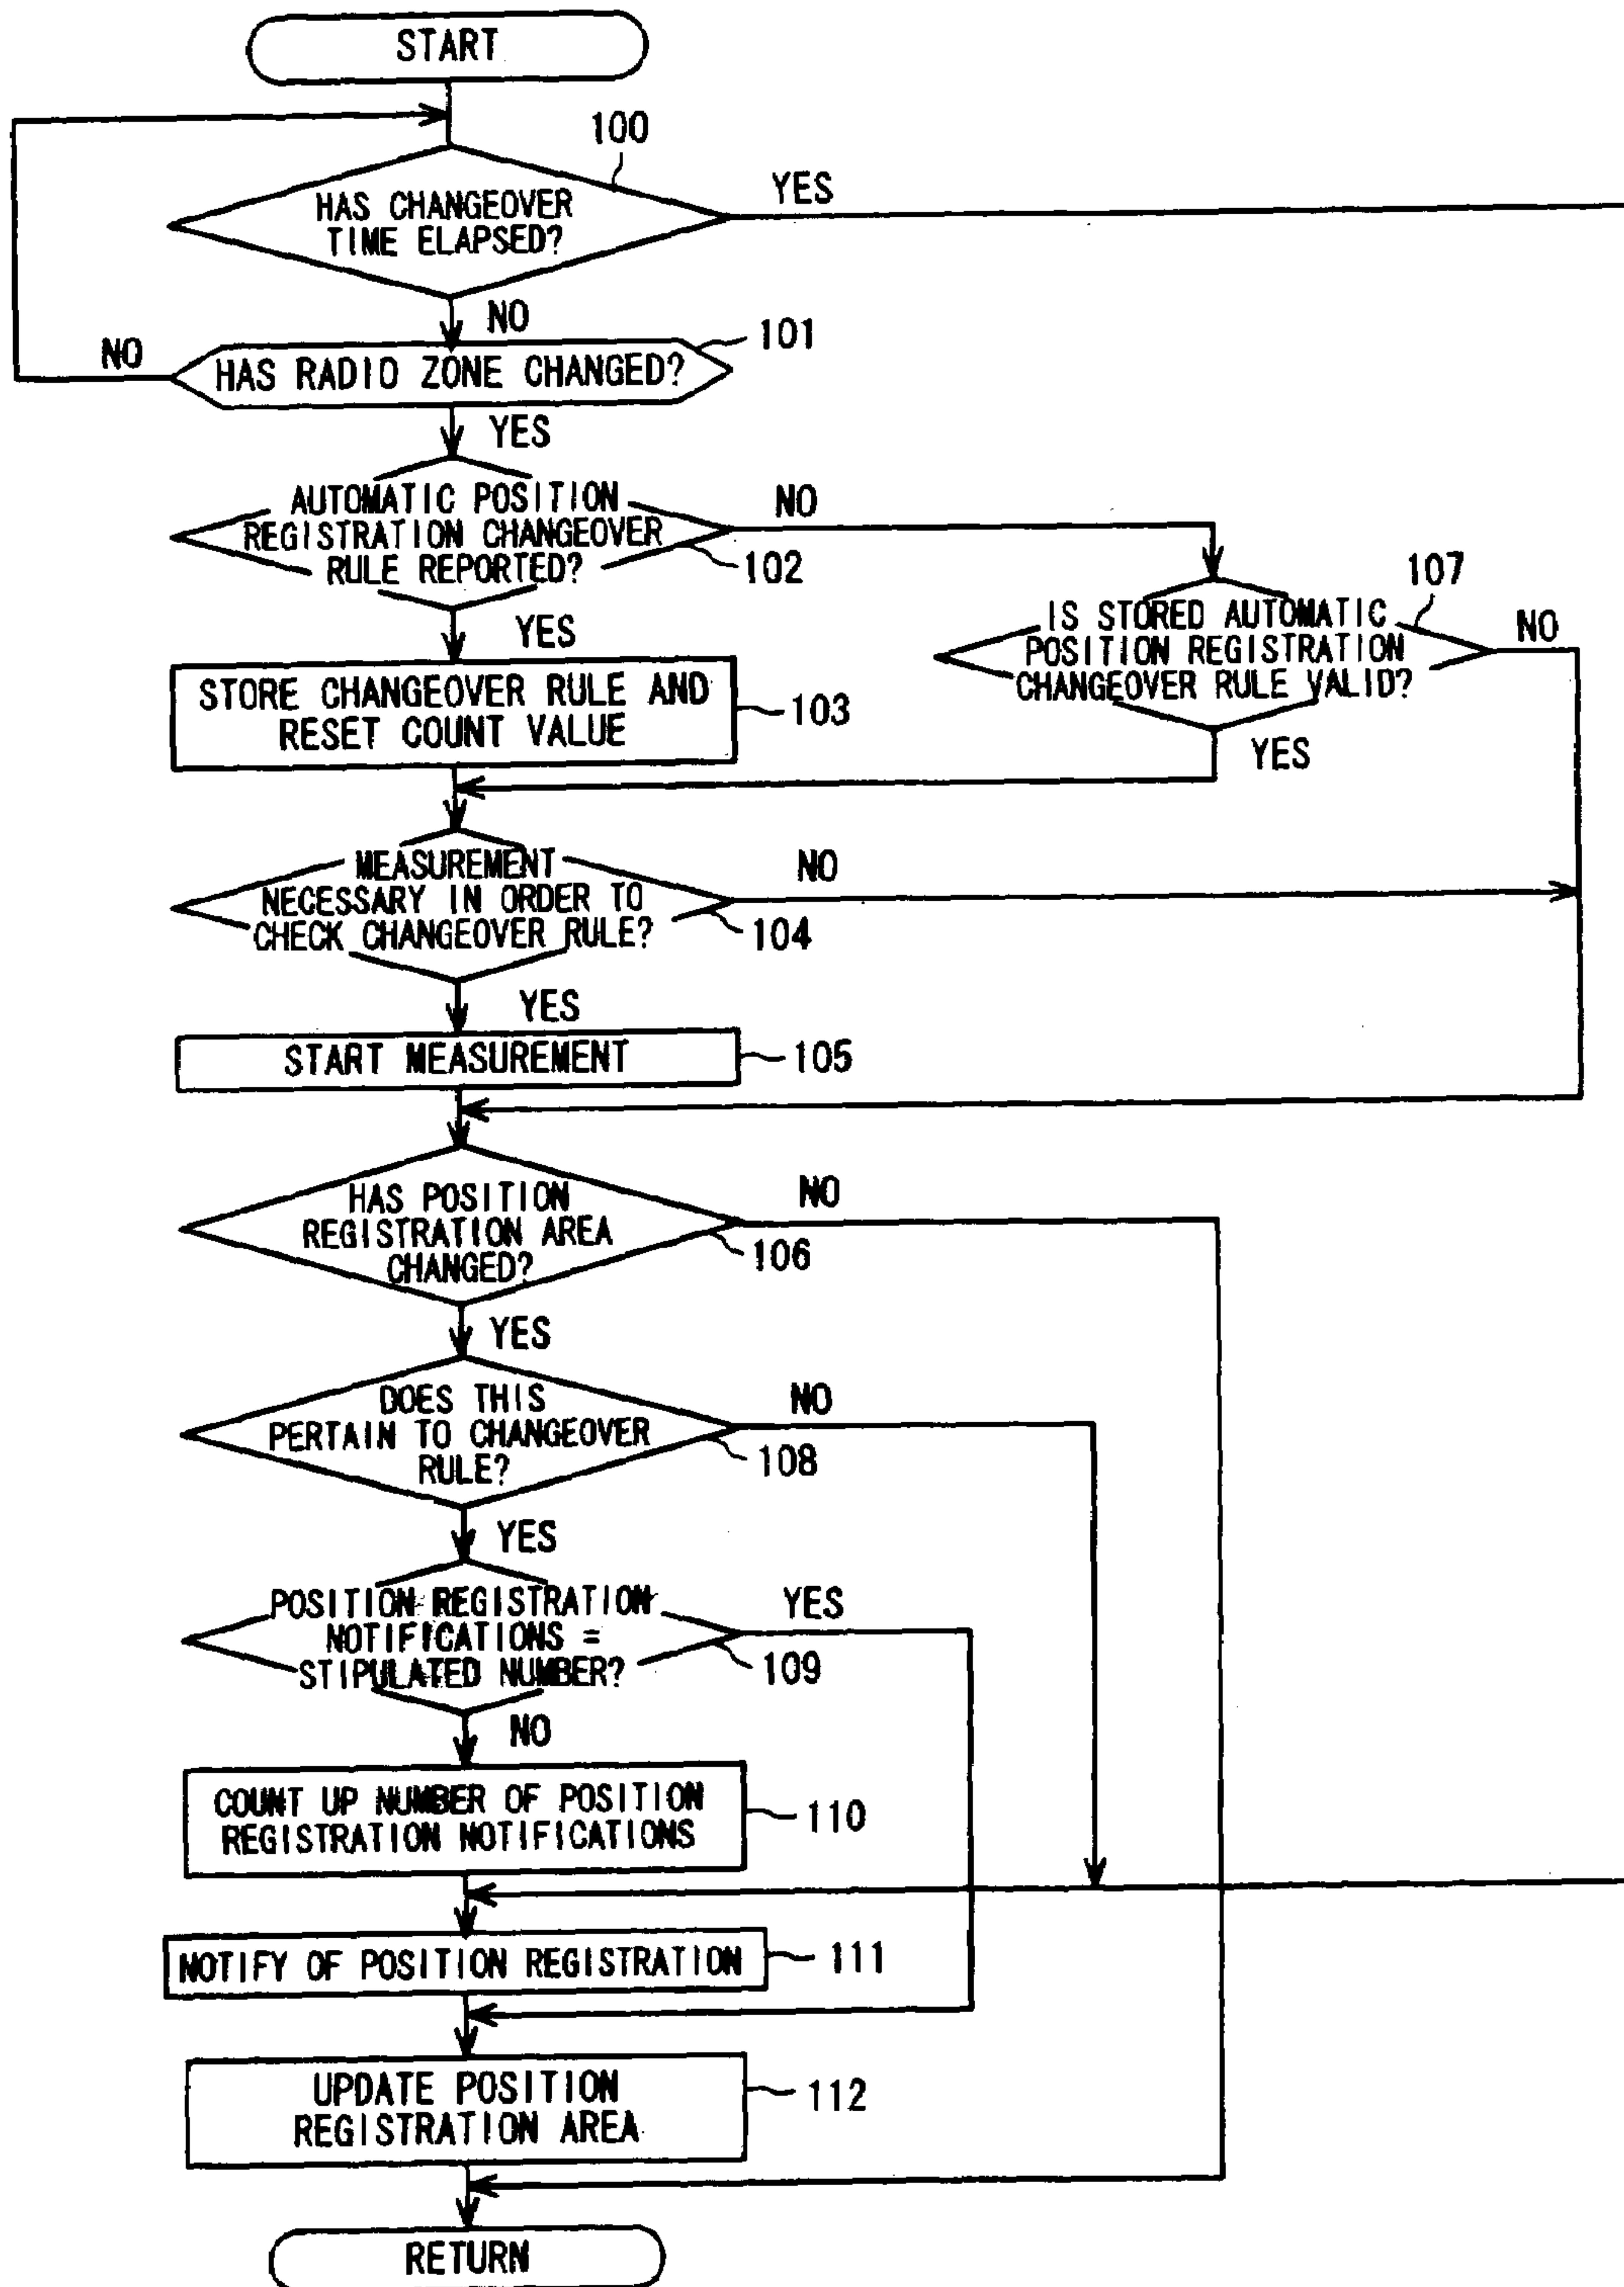 START
100
HAS CHANGEOVER
TIME ELAPSED?
YES
NO
101
NO
HAS RADIO ZONE CHANGED?
YES
AUTOMATIC POSITION
REGISTRATION CHANGEOVER
RULE REPORTED?
NO
102
107
IS STORED AUTOMATIC
POSITION REGISTRATION
CHANGEOVER RULE VALID?
NO
YES
YES
STORE CHANGEOVER RULE AND
RESET COUNT VALUE
103
MEASUREMENT
NECESSARY IN ORDER TO
CHECK CHANGEOVER RULE?
NO
104
YES
START MEASUREMENT
105
HAS POSITION
REGISTRATION AREA
CHANGED?
NO
106
YES
DOES THIS
PERTAIN TO CHANGEOVER
RULE?
NO
108
YES
POSITION REGISTRATION
NOTIFICATIONS =
STIPULATED NUMBER?
YES
109
NO
COUNT UP NUMBER OF POSITION
REGISTRATION NOTIFICATIONS
110
NOTIFY OF POSITION REGISTRATION
111
UPDATE POSITION
REGISTRATION AREA
112
RETURN